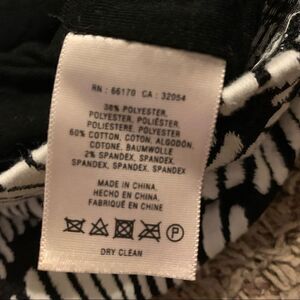 RN : 66170 CA : 32054
38% POLYESTER,
POLYESTER, POLYESTER,
POLIÉSTER, POLIESTERE,
60% COTTON, COTON, ALGODÓN,
COTONE, BAUMWOLLE
2% SPANDEX, SPANDEX,
SPANDEX, SPANDEX, SPANDEX
MADE IN CHINA.
HECHO EN CHINA.
FABRIQUÉ EN CHINE
P
DRY CLEAN